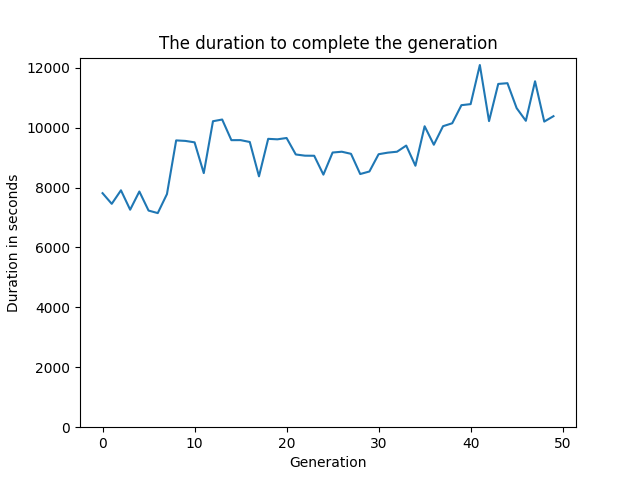 The duration to complete the generation
12000
10000
8000
6000
4000
2000
0
Duration in seconds
0 10 20 30 40 50
Generation